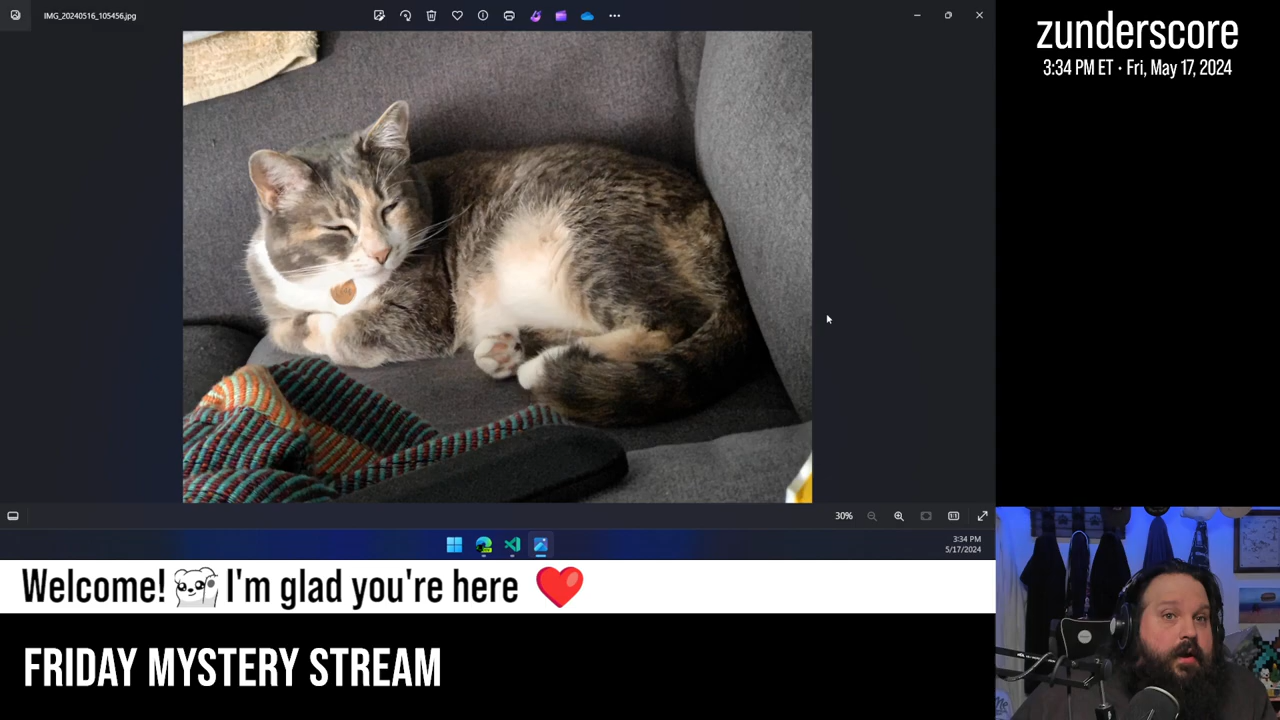 IMG_20240516_105456.jpg
zunderscore
3:34 PM ET · Fri, May 17, 2024
30%
3:34 PM
5/17/2024
Welcome! I'm glad you're here
FRIDAY MYSTERY STREAM